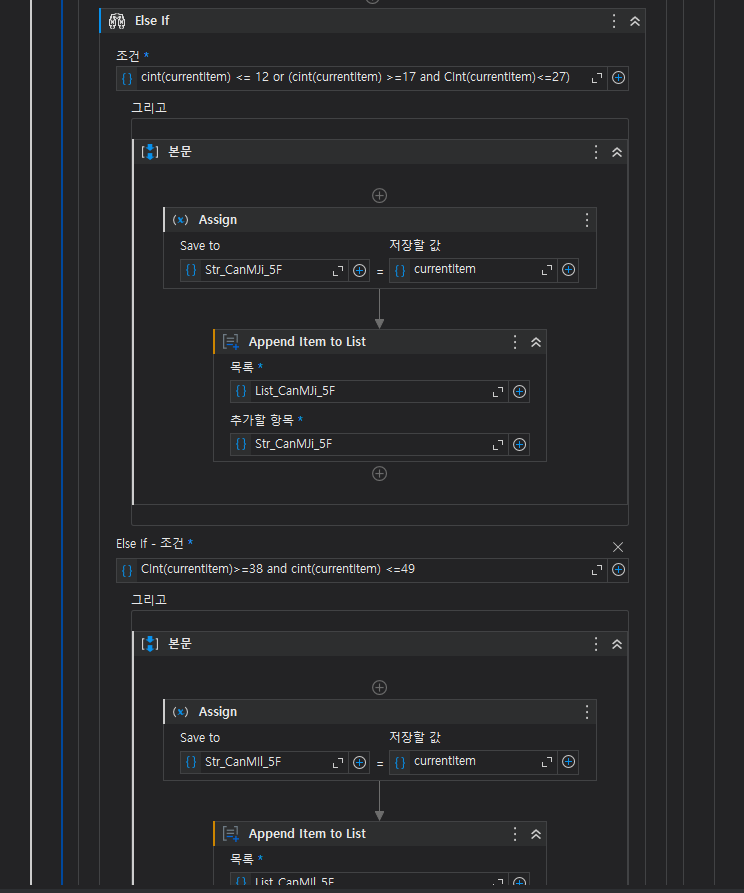 Else If
조건 *
cint(currentItem) <= 12 or (cint(currentItem) >=17 and CInt(currentItem)<=27)
그리고
본문
(x) Assign
Save to 저장할 값
Str_CanMJi_5F = currentItem
Append Item to List
목록 *
List_CanMJi_5F
추가할 항목 *
Str_CanMJi_5F
Else If - 조건 *
CInt(currentItem)>=38 and cint(currentItem) <=49
그리고
본문
(x) Assign
Save to 저장할 값
Str_CanMIl_5F = currentItem
Append Item to List
목록 *
List_CanMIl_5F